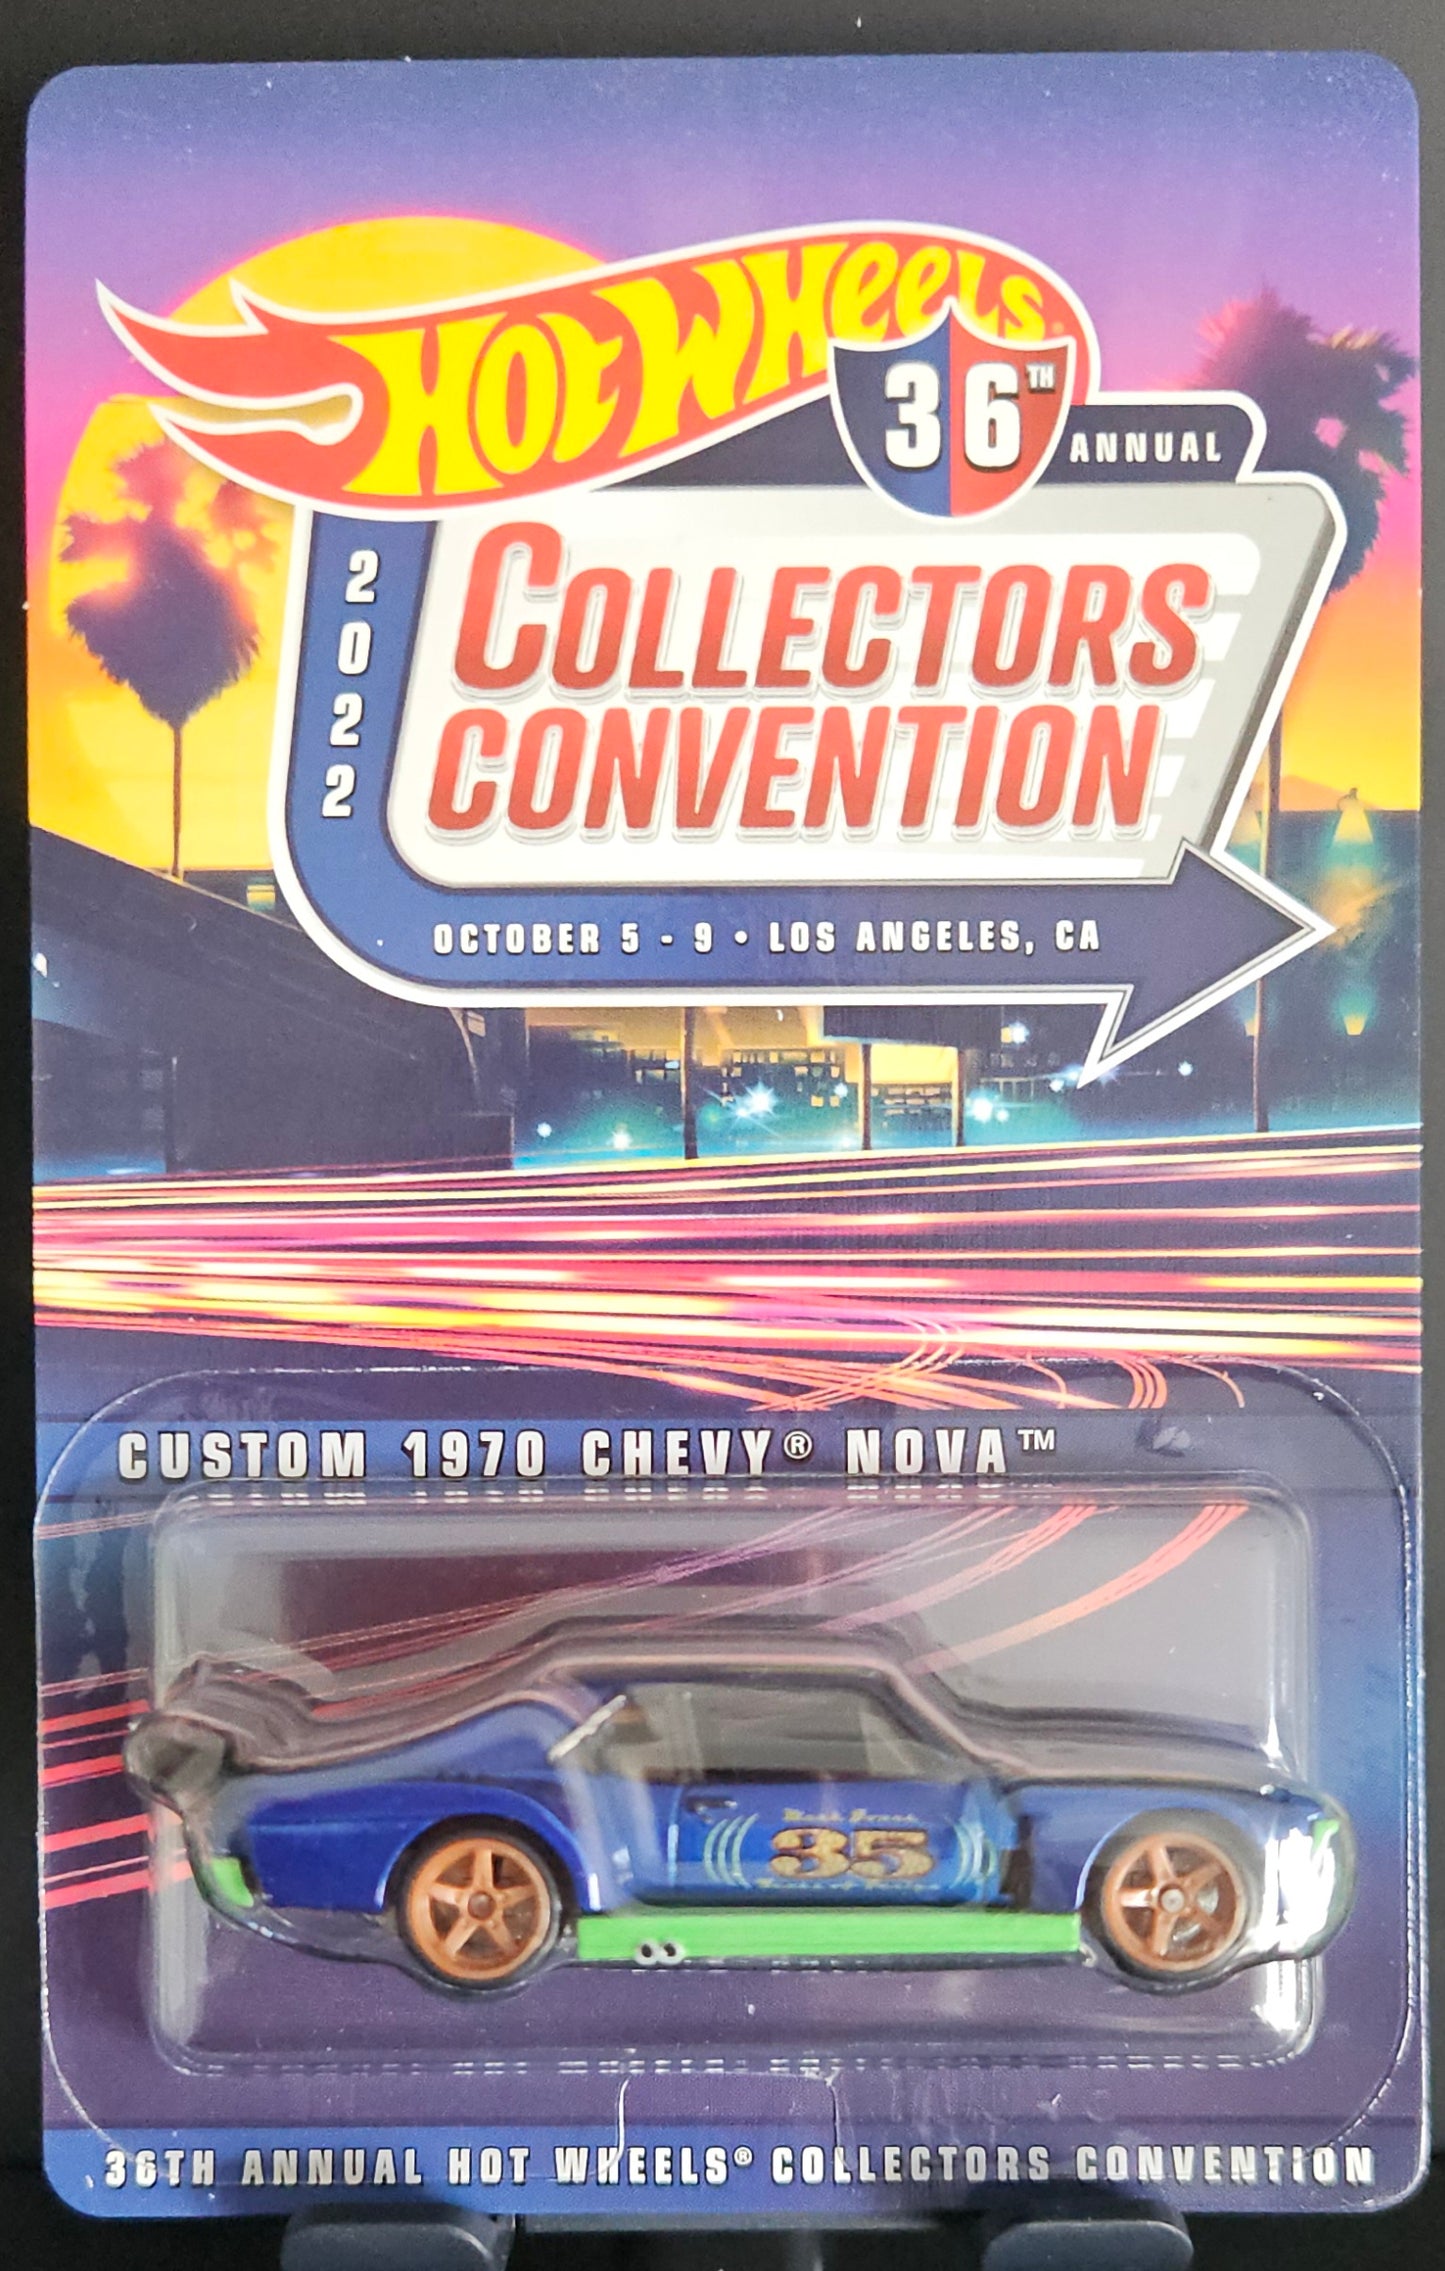 HOT WHEELS®
36TH
ANNUAL
2022
COLLECTORS
CONVENTION
OCTOBER 5 - 9 • LOS ANGELES, CA
CUSTOM 1970 CHEVY® NOVA™
35
36TH ANNUAL HOT WHEELS® COLLECTORS CONVENTION